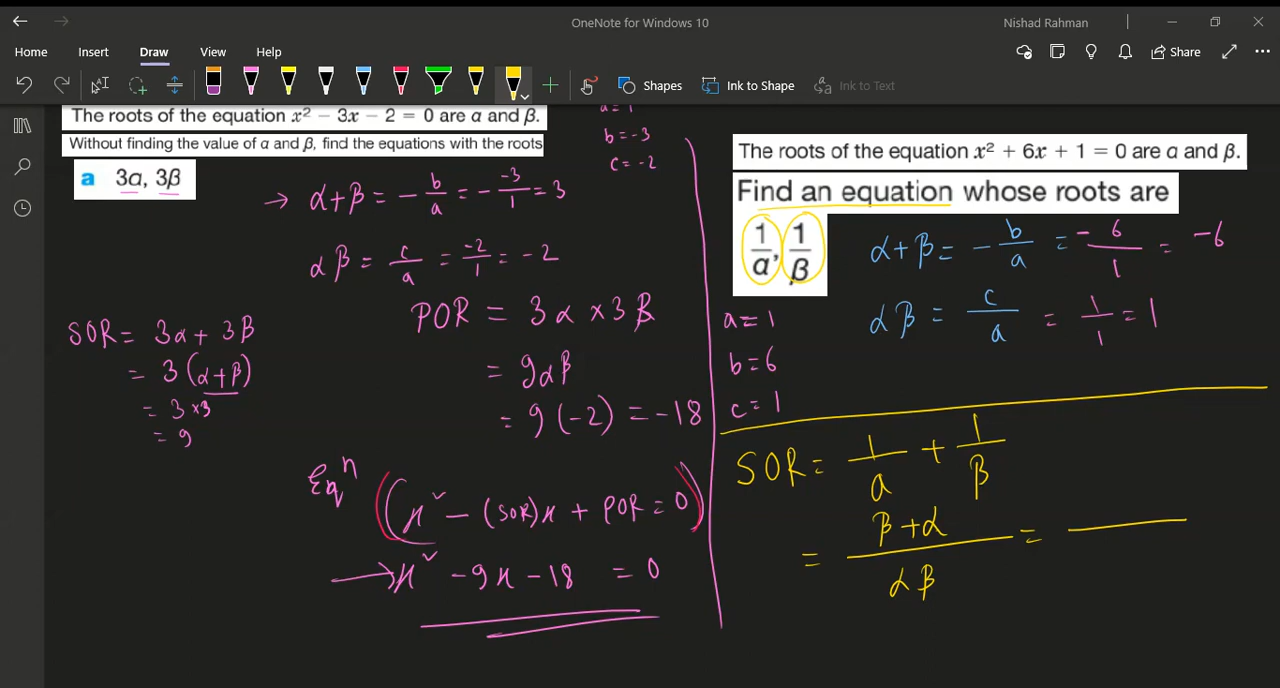 OneNote for Windows 10
Nishad Rahman
Home Insert Draw View Help
Share
Shapes
Ink to Shape
Ink to Text
The roots of the equation x² − 3x − 2 = 0 are α and β.
Without finding the value of α and β, find the equations with the roots
a 3α, 3β
a = 1
b = -3
c = -2
→ α+β = - b/a = - -3/1 = 3
αβ = c/a = -2/1 = -2
POR = 3α × 3β
= 9αβ
= 9(-2) = -18
SOR = 3α + 3β
= 3(α+β)
= 3×3
= 9
Eqⁿ
(x² - (SOR)x + POR = 0)
→ x² - 9x - 18 = 0
The roots of the equation x² + 6x + 1 = 0 are α and β.
Find an equation whose roots are
1/α, 1/β
α+β = - b/a = - 6/1 = -6
αβ = c/a = 1/1 = 1
a = 1
b = 6
c = 1
SOR = 1/α + 1/β
= β+α/αβ =